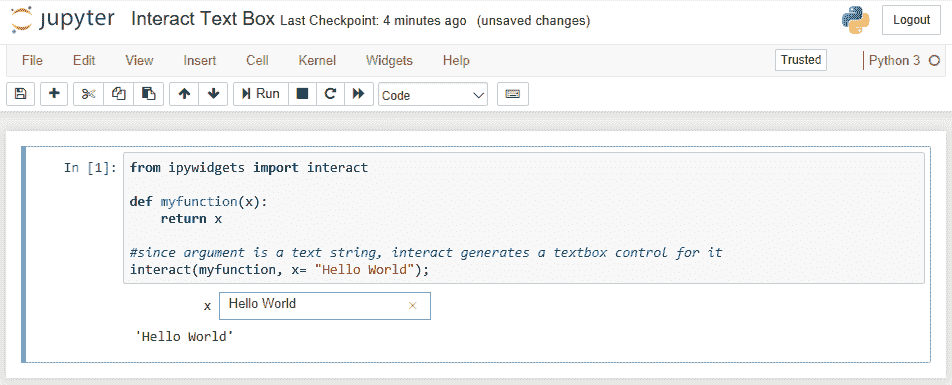 jupyter Interact Text Box Last Checkpoint: 4 minutes ago (unsaved changes) Logout
File Edit View Insert Cell Kernel Widgets Help Trusted Python 3
Run Code
In [1]: from ipywidgets import interact
def myfunction(x):
return x
#since argument is a text string, interact generates a textbox control for it
interact(myfunction, x= "Hello World");
x Hello World ×
'Hello World'